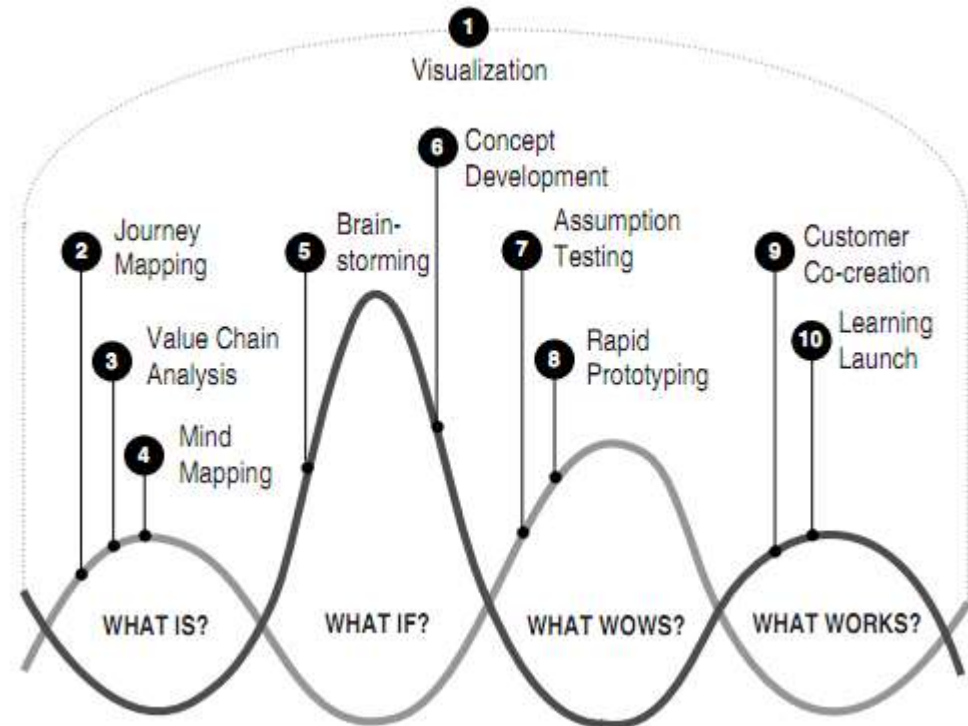 1
Visualization
6 Concept
Development
2 Journey
Mapping
5 Brain-
storming
7 Assumption
Testing
9 Customer
Co-creation
3 Value Chain
Analysis
8 Rapid
Prototyping
10 Learning
Launch
4 Mind
Mapping
WHAT IS?
WHAT IF?
WHAT WOWS?
WHAT WORKS?